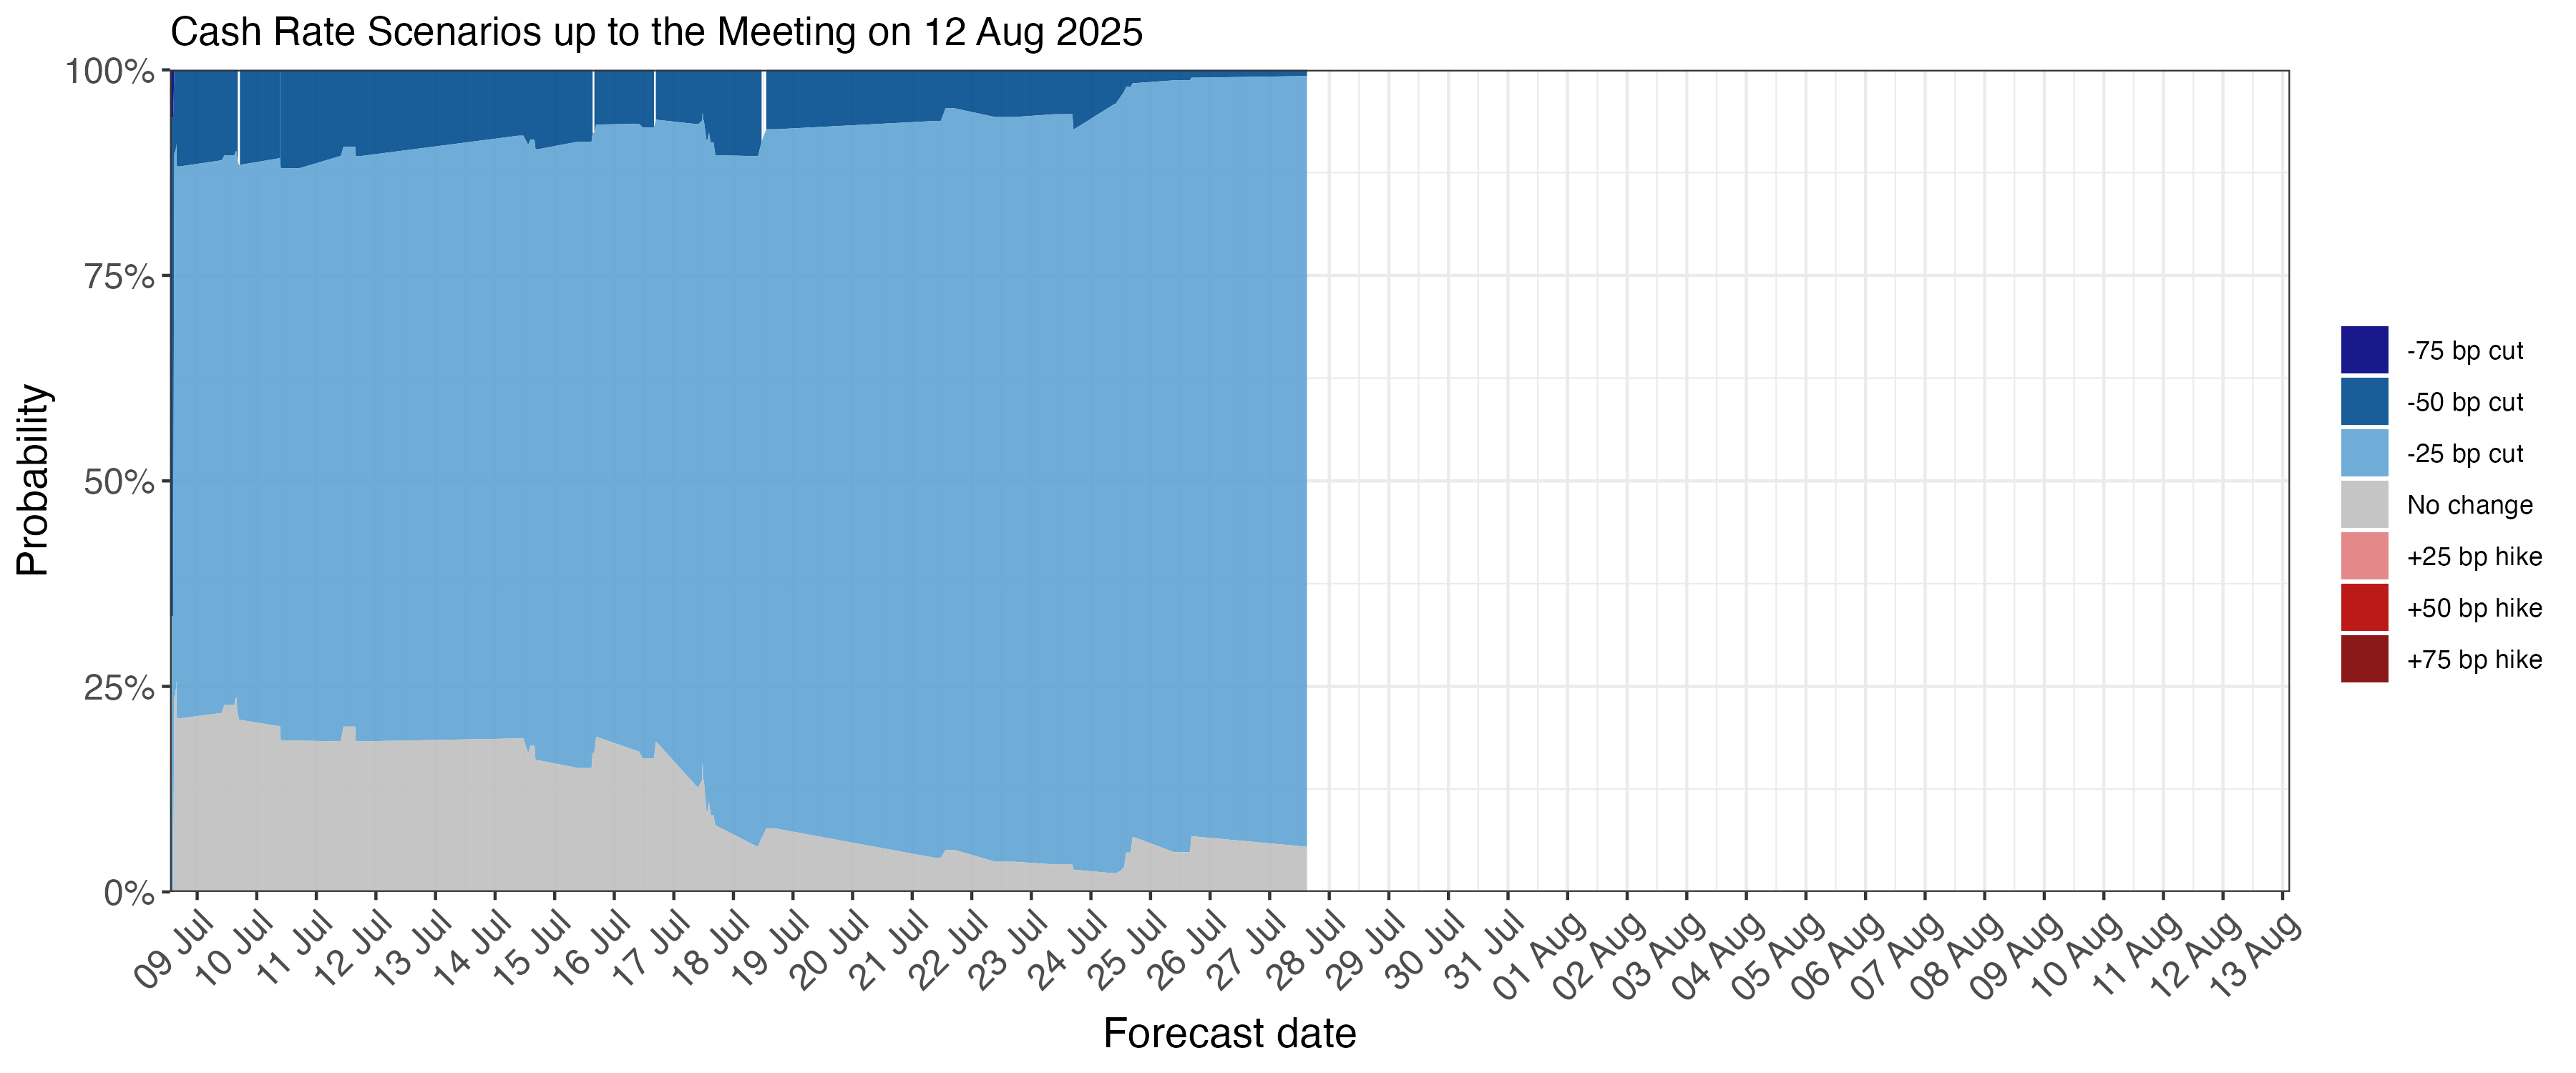 Cash Rate Scenarios up to the Meeting on 12 Aug 2025
100%
75%
50%
25%
0%
Probability
09 Jul
10 Jul
11 Jul
12 Jul
13 Jul
14 Jul
15 Jul
16 Jul
17 Jul
18 Jul
19 Jul
20 Jul
21 Jul
22 Jul
23 Jul
24 Jul
25 Jul
26 Jul
27 Jul
28 Jul
29 Jul
30 Jul
31 Jul
01 Aug
02 Aug
03 Aug
04 Aug
05 Aug
06 Aug
07 Aug
08 Aug
09 Aug
10 Aug
11 Aug
12 Aug
13 Aug
Forecast date
-75 bp cut
-50 bp cut
-25 bp cut
No change
+25 bp hike
+50 bp hike
+75 bp hike